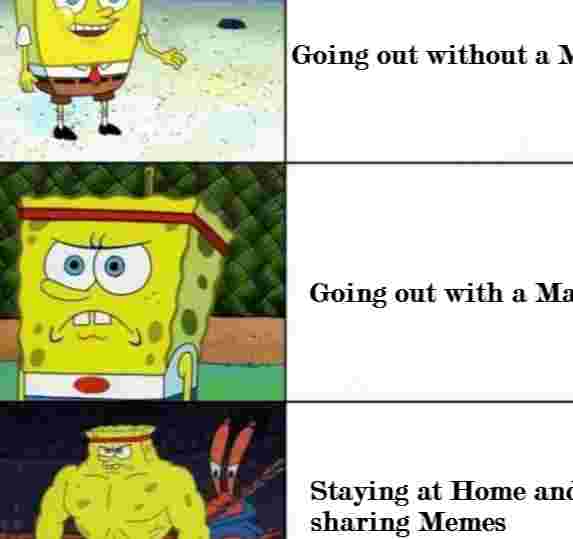 Going out without a
Going out with a
Staying at Home and
sharing Memes